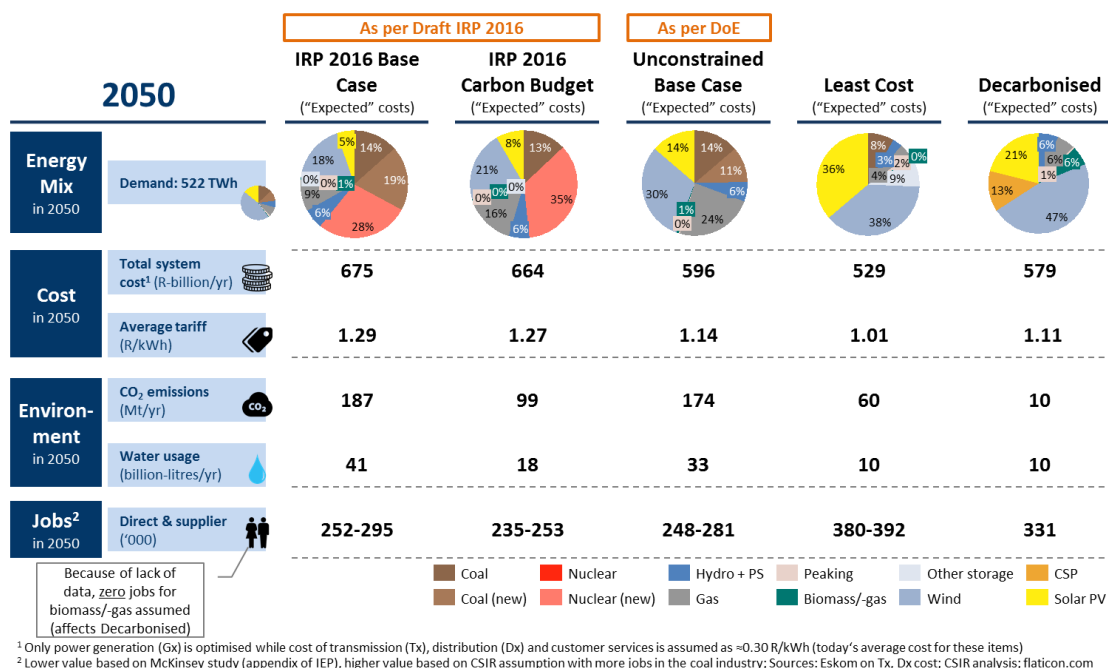 As per Draft IRP 2016
As per DoE
2050
IRP 2016 Base
Case
("Expected" costs)
IRP 2016
Carbon Budget
("Expected" costs)
Unconstrained
Base Case
("Expected" costs)
Least Cost
("Expected" costs)
Decarbonised
("Expected" costs)
Energy
Mix
in 2050
Demand: 522 TWh
5%
14%
19%
28%
6%
9%
0%
0%
1%
18%
8%
13%
35%
6%
16%
0%
0%
0%
21%
14%
14%
11%
6%
24%
0%
1%
30%
36%
8%
3%
4%
2%
0%
9%
38%
21%
6%
6%
1%
6%
47%
13%
Cost
in 2050
Total system
cost¹ (R-billion/yr)
675
664
596
529
579
Average tariff
(R/kWh)
1.29
1.27
1.14
1.01
1.11
Environ-
ment
in 2050
CO₂ emissions
(Mt/yr)
CO₂
187
99
174
60
10
Water usage
(billion-litres/yr)
41
18
33
10
10
Jobs²
in 2050
Direct & supplier
('000)
252-295
235-253
248-281
380-392
331
Because of lack of
data, zero jobs for
biomass/-gas assumed
(affects Decarbonised)
Coal
Nuclear
Hydro + PS
Peaking
Other storage
CSP
Coal (new)
Nuclear (new)
Gas
Biomass/-gas
Wind
Solar PV
¹ Only power generation (Gx) is optimised while cost of transmission (Tx), distribution (Dx) and customer services is assumed as ≈0.30 R/kWh (today's average cost for these items)
² Lower value based on McKinsey study (appendix of IEP), higher value based on CSIR assumption with more jobs in the coal industry; Sources: Eskom on Tx, Dx cost; CSIR analysis; flaticon.com